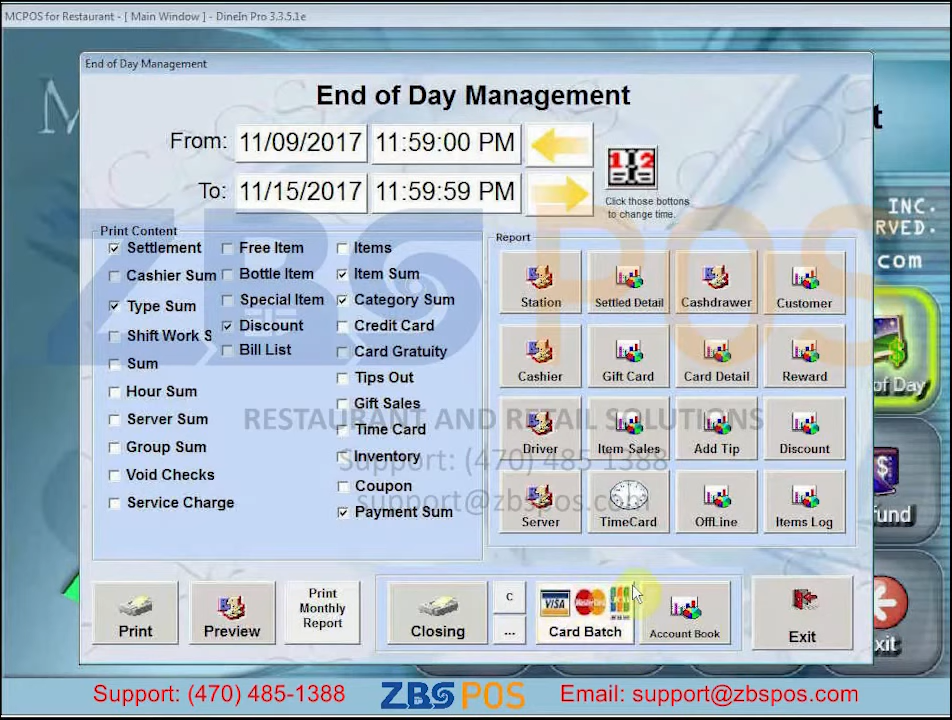 MCPOS for Restaurant - [ Main Window ] - DineIn Pro 3.3.5.1e
End of Day Management
End of Day Management
From: 11/09/2017 11:59:00 PM
To: 11/15/2017 11:59:59 PM
Click those bottons
to change time.
INC.
RVED.
com
Print Content
Settlement
Cashier Sum
Type Sum
Shift Work S
Sum
Hour Sum
Server Sum
Group Sum
Void Checks
Service Charge
Free Item
Bottle Item
Special Item
Discount
Bill List
Items
Item Sum
Category Sum
Credit Card
Card Gratuity
Tips Out
Gift Sales
Time Card
Inventory
Coupon
Payment Sum
Report
Station Settled Detail Cashdrawer Customer
Cashier Gift Card Card Detail Reward
Driver Item Sales Add Tip Discount
Server TimeCard OffLine Items Log
of Day
fund
xit
ZBS POS
RESTAURANT AND RETAIL SOLUTIONS
Support: (470) 485-1388
support@zbspos.com
Print
Preview
Print
Monthly
Report
Closing
C
...
VISA
Card Batch
Account Book
Exit
Support: (470) 485-1388 ZBS POS Email: support@zbspos.com